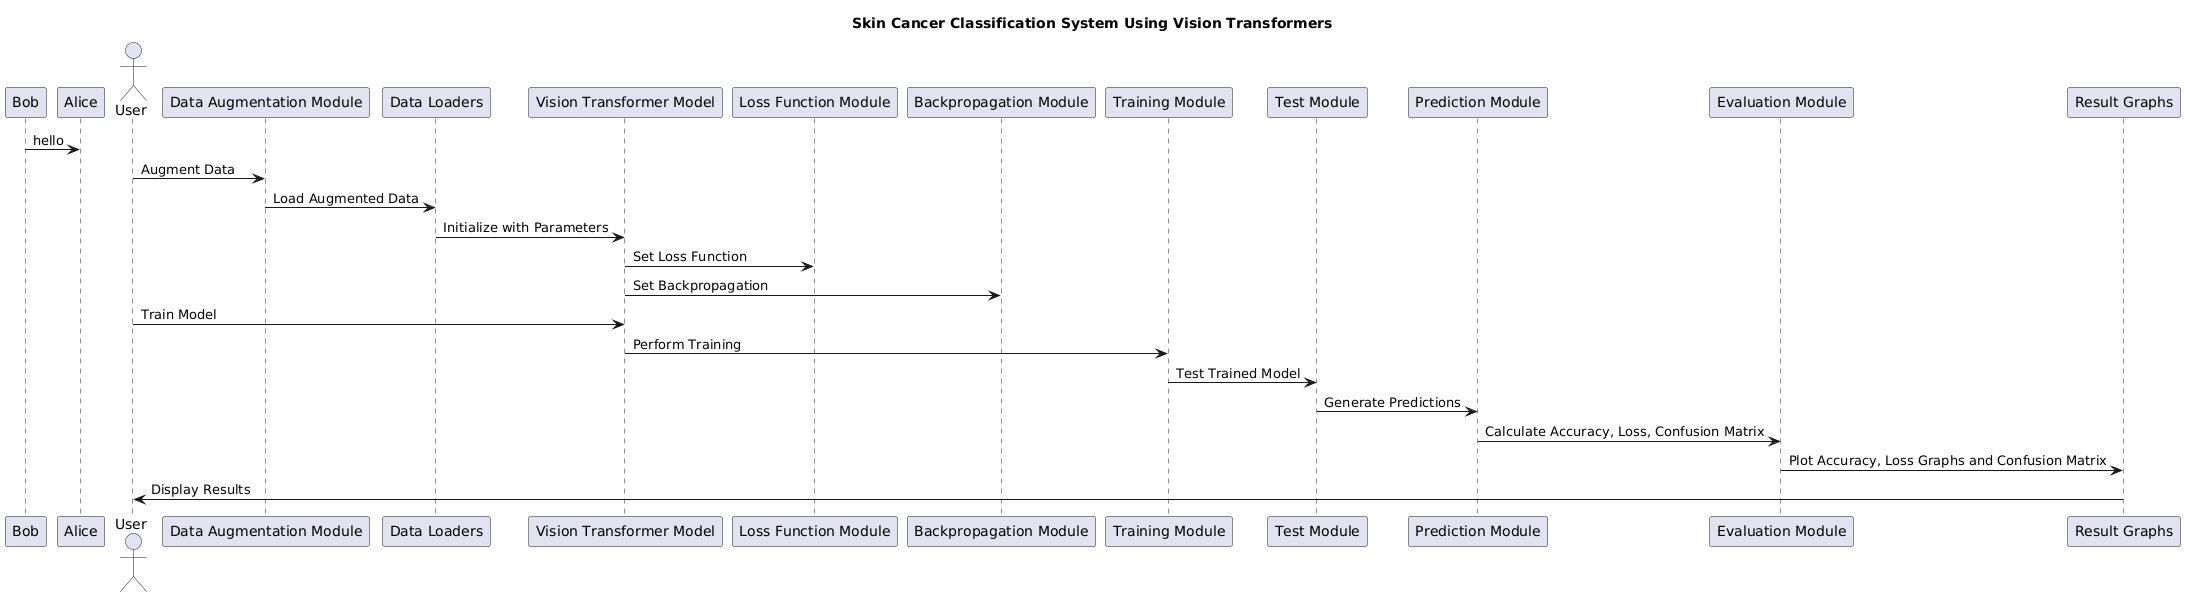 Skin Cancer Classification System Using Vision Transformers
Bob
Alice
User
Data Augmentation Module
Data Loaders
Vision Transformer Model
Loss Function Module
Backpropagation Module
Training Module
Test Module
Prediction Module
Evaluation Module
Result Graphs
hello
Augment Data
Load Augmented Data
Initialize with Parameters
Set Loss Function
Set Backpropagation
Train Model
Perform Training
Test Trained Model
Generate Predictions
Calculate Accuracy, Loss, Confusion Matrix
Plot Accuracy, Loss Graphs and Confusion Matrix
Display Results
Bob
Alice
User
Data Augmentation Module
Data Loaders
Vision Transformer Model
Loss Function Module
Backpropagation Module
Training Module
Test Module
Prediction Module
Evaluation Module
Result Graphs